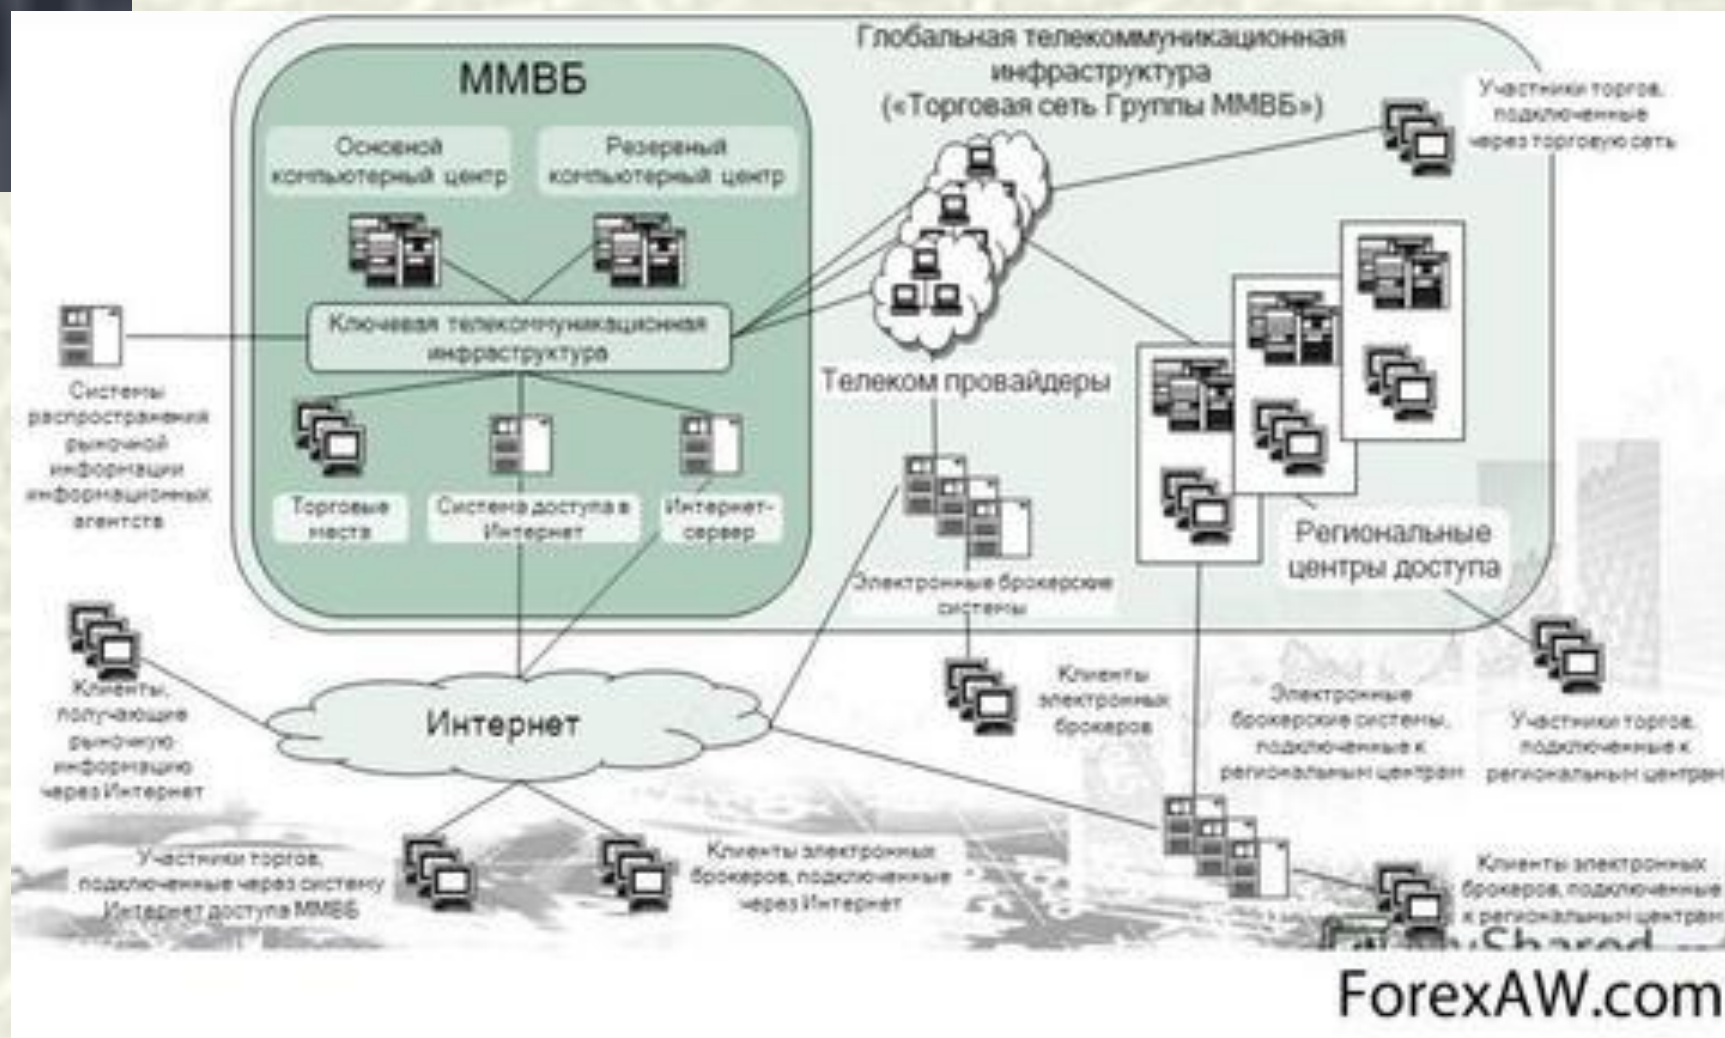 ММВБ
Основной
компьютерный центр
Резервный
компьютерный центр
Ключевая телекоммуникационная
инфраструктура
Торговые
места
Система доступа в
Интернет
Интернет-
сервер
Глобальная телекоммуникационная
инфраструктура
(«Торговая сеть Группы ММВБ»)
Участники торгов,
подключенные
через торговую сеть
Телеком провайдеры
Системы
распространения
рыночной
информации
информационных
агентств
Электронные брокерские
системы
Региональные
центры доступа
Клиенты,
получающие
рыночную
информацию
через Интернет
Интернет
Клиенты
электронных
брокеров
Электронные
брокерские системы,
подключенные к
региональным центрам
Участники торгов,
подключенные к
региональным центрам
Участники торгов,
подключенные через систему
Интернет доступа ММВБ
Клиенты электронных
брокеров, подключенные
через Интернет
Клиенты электронных
брокеров, подключенные
к региональным центрам
MyShared
ForexAW.com